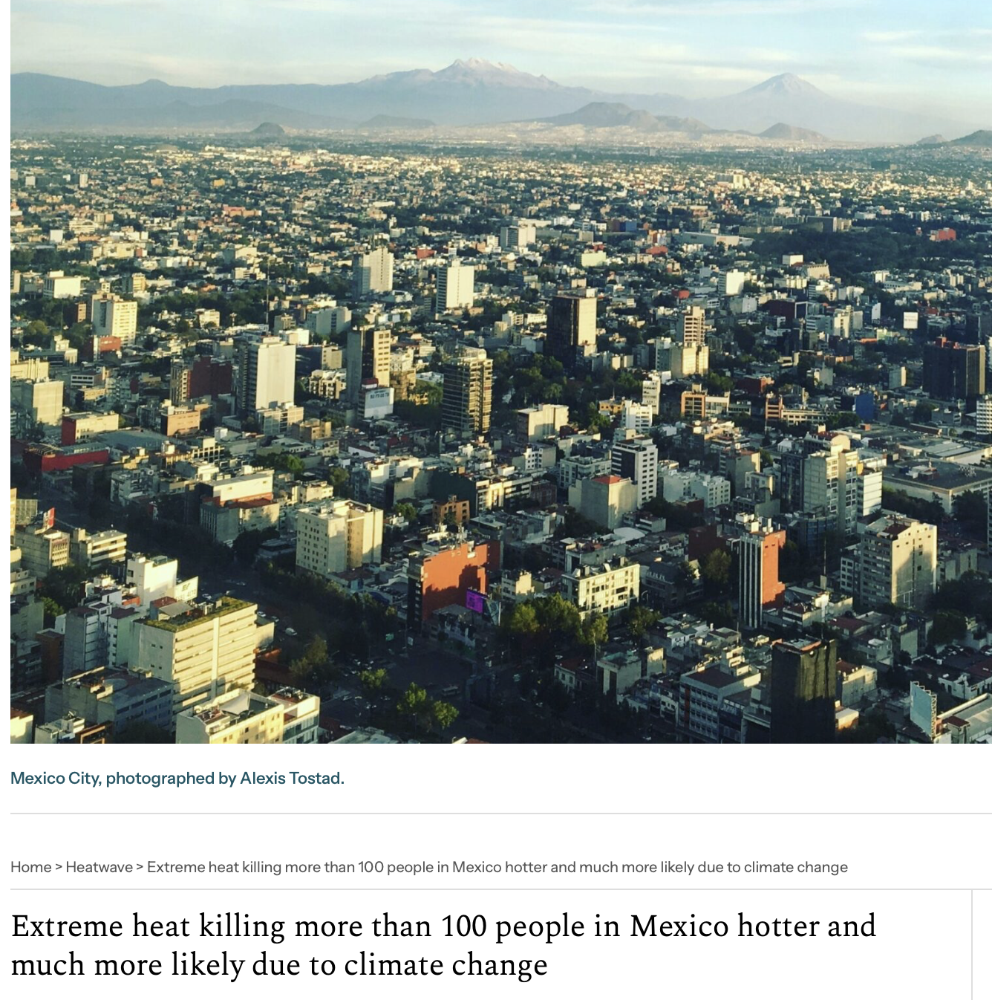 Mexico City, photographed by Alexis Tostad.
Home > Heatwave > Extreme heat killing more than 100 people in Mexico hotter and much more likely due to climate change
Extreme heat killing more than 100 people in Mexico hotter and
much more likely due to climate change